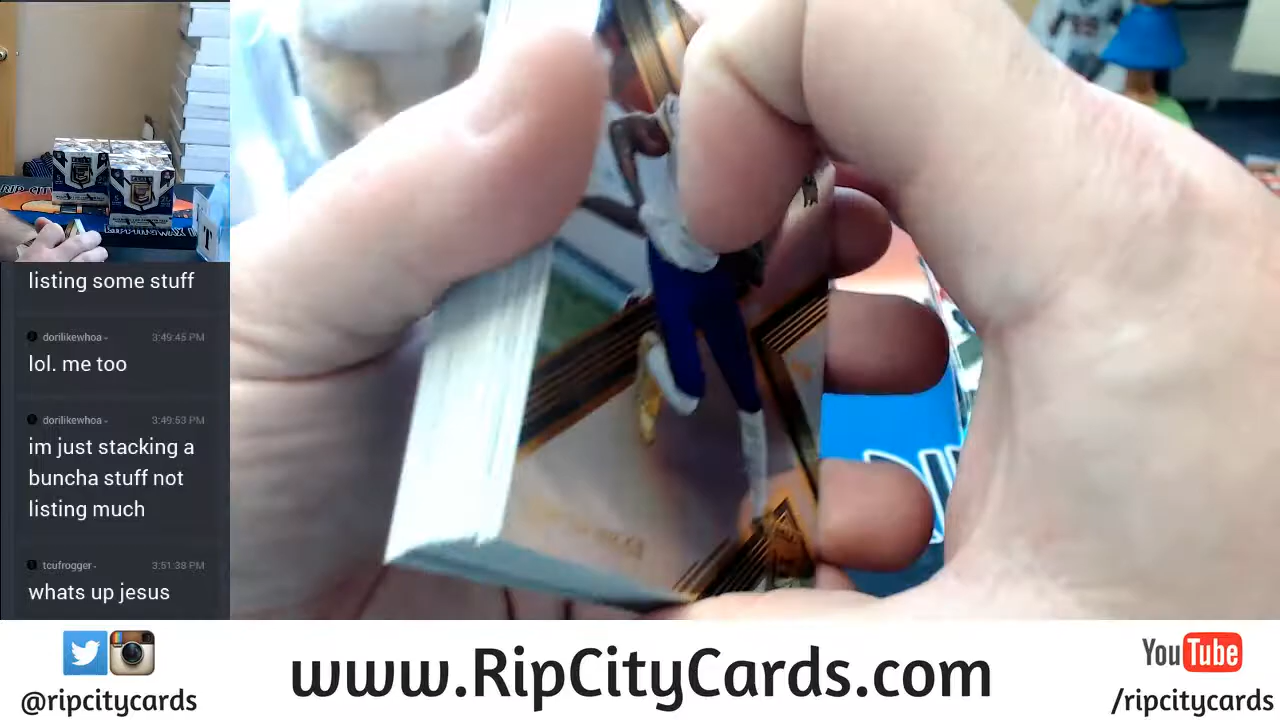 listing some stuff
dorilikewhoa
3:49:45 PM
lol. me too
dorilikewhoa
3:49:53 PM
im just stacking a
buncha stuff not
listing much
tcufrogger
3:51:38 PM
whats up jesus
@ripcitycards
www.RipCityCards.com
YouTube
/ripcitycards